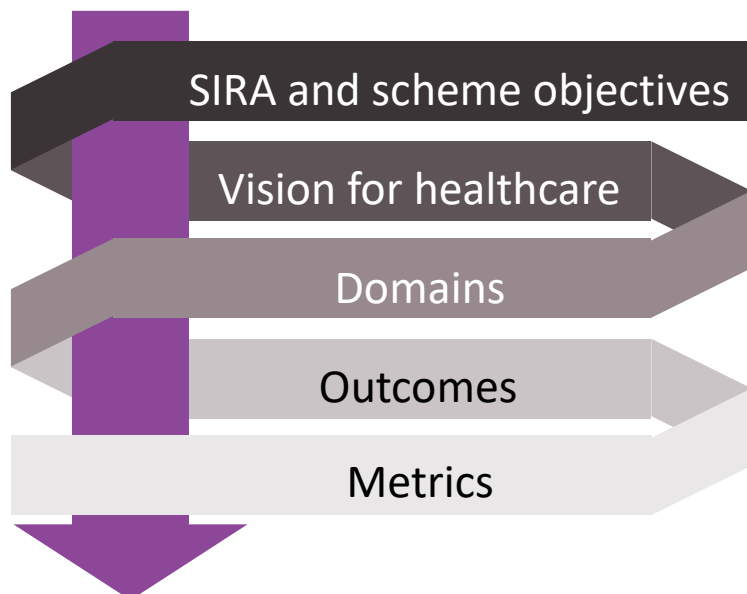 SIRA and scheme objectives
Vision for healthcare
Domains
Outcomes
Metrics